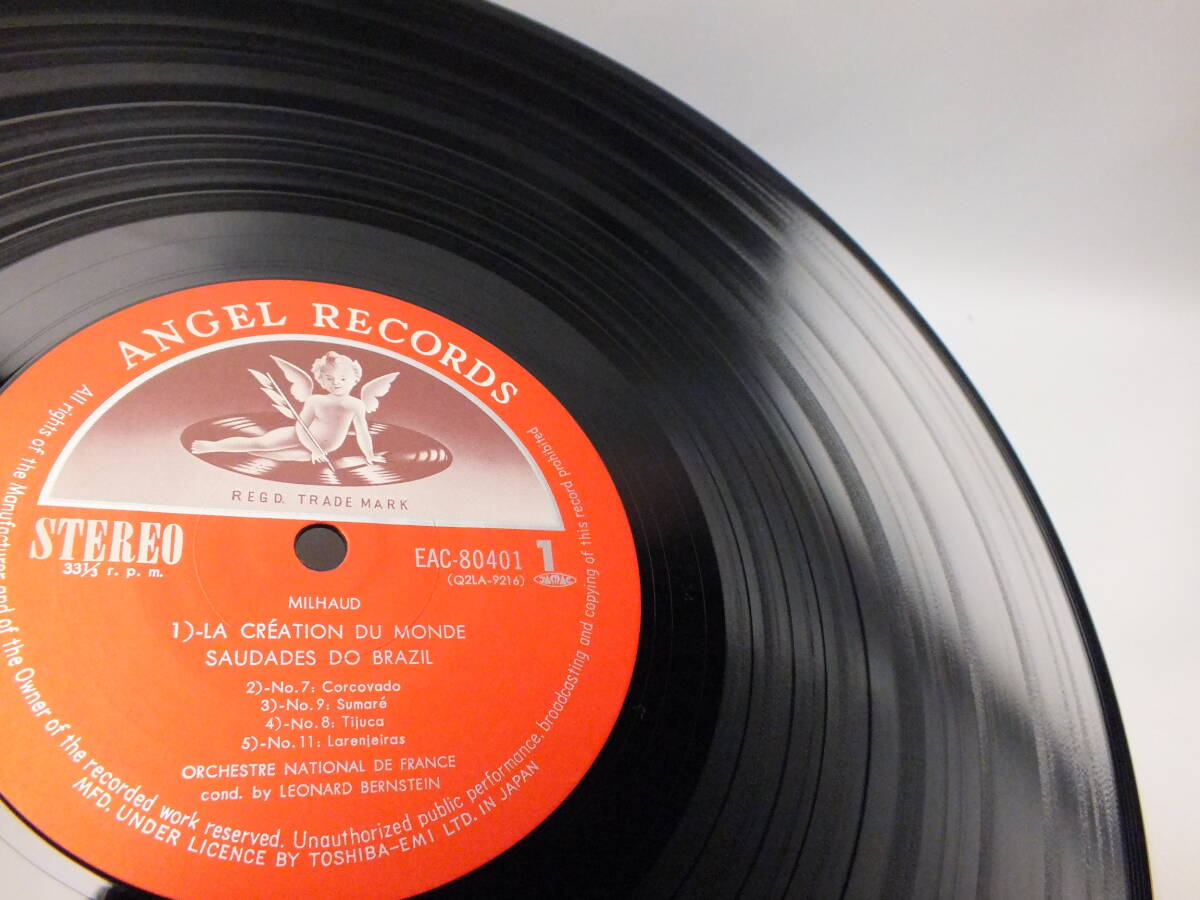 ANGEL RECORDS
REGD. TRADE MARK
STEREO
33⅓ r. p. m.
EAC-80401 1
(Q2LA-9216)
MILHAUD
1)-LA CRÉATION DU MONDE
SAUDADES DO BRAZIL
2)-No.7: Corcovado
3)-No.9: Sumaré
4)-No.8: Tijuca
5)-No.11: Larenjeiras
ORCHESTRE NATIONAL DE FRANCE
cond. by LEONARD BERNSTEIN
All rights of the Manufacturer and of the Owner of the recorded work reserved. Unauthorized public performance, broadcasting and copying of this record prohibited
MFD. UNDER LICENCE BY TOSHIBA-EMI LTD. IN JAPAN